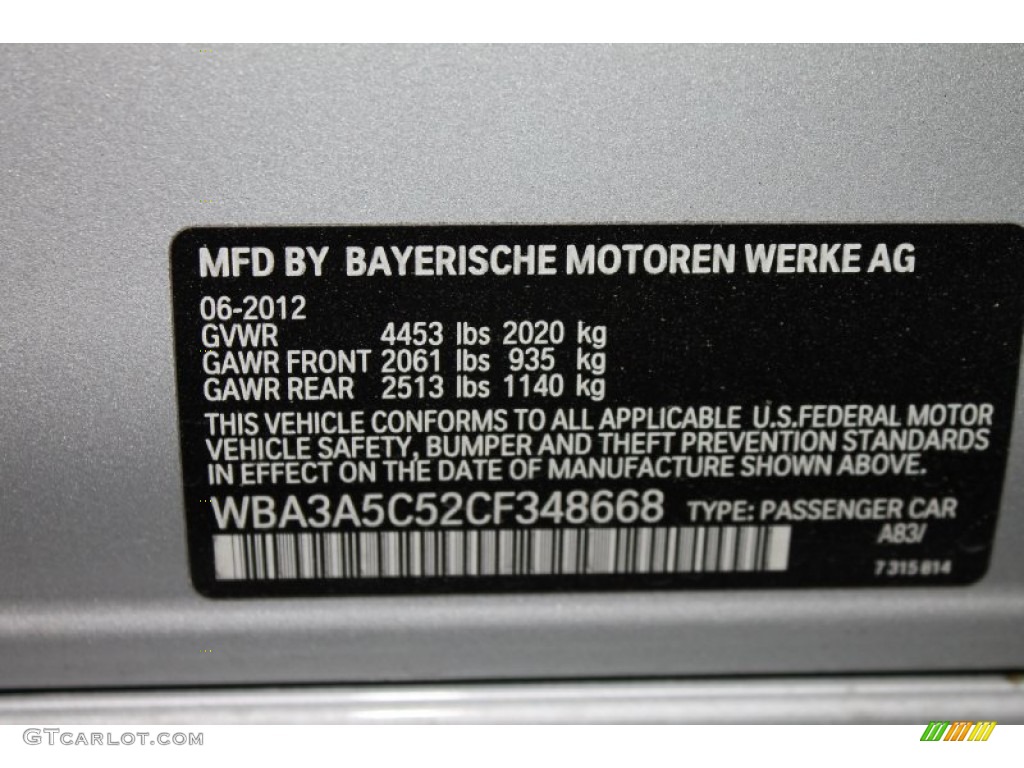 MFD BY BAYERISCHE MOTOREN WERKE AG
06-2012
GVWR 4453 lbs 2020 kg
GAWR FRONT 2061 lbs 935 kg
GAWR REAR 2513 lbs 1140 kg
THIS VEHICLE CONFORMS TO ALL APPLICABLE U.S.FEDERAL MOTOR
VEHICLE SAFETY, BUMPER AND THEFT PREVENTION STANDARDS
IN EFFECT ON THE DATE OF MANUFACTURE SHOWN ABOVE.
WBA3A5C52CF348668 TYPE: PASSENGER CAR
A83/
7 315 814
GTCARLOT.COM